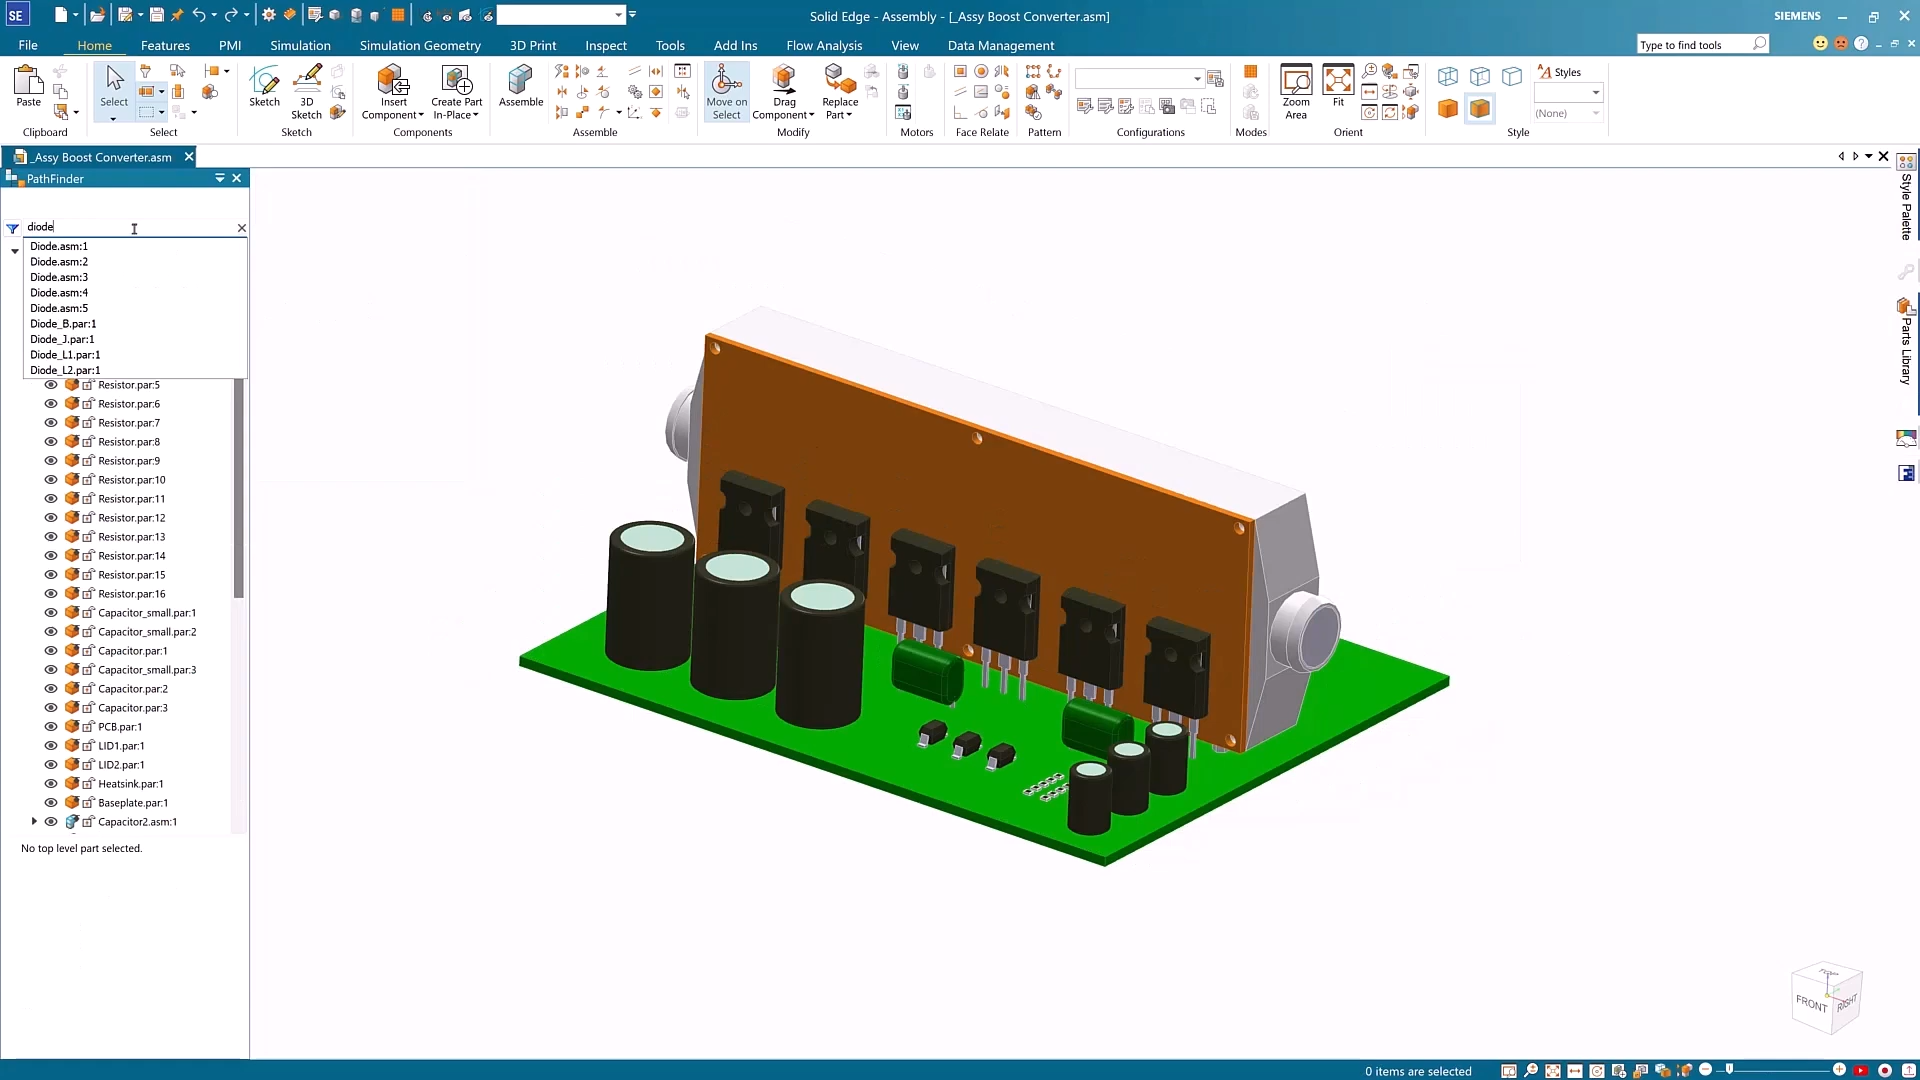 SE
Solid Edge - Assembly - [_Assy Boost Converter.asm]
SIEMENS
File Home Features PMI Simulation Simulation Geometry 3D Print Inspect Tools Add Ins Flow Analysis View Data Management
Type to find tools
Paste
Clipboard
Select
Select
Sketch
3D Sketch
Sketch
Insert Component
Create Part In-Place
Components
Assemble
Assemble
Move on Select
Drag Component
Replace Part
Modify
Motors
Face Relate
Pattern
Configurations
Modes
Zoom Area
Fit
Orient
Styles
(None)
Style
_Assy Boost Converter.asm
PathFinder
diode
Diode.asm:1
Diode.asm:2
Diode.asm:3
Diode.asm:4
Diode.asm:5
Diode_B.par:1
Diode_J.par:1
Diode_L1.par:1
Diode_L2.par:1
Resistor.par:5
Resistor.par:6
Resistor.par:7
Resistor.par:8
Resistor.par:9
Resistor.par:10
Resistor.par:11
Resistor.par:12
Resistor.par:13
Resistor.par:14
Resistor.par:15
Resistor.par:16
Capacitor_small.par:1
Capacitor_small.par:2
Capacitor.par:1
Capacitor_small.par:3
Capacitor.par:2
Capacitor.par:3
PCB.par:1
LID1.par:1
LID2.par:1
Heatsink.par:1
Baseplate.par:1
Capacitor2.asm:1
No top level part selected.
Style Palette
Parts Library
TOP
FRONT
RIGHT
0 items are selected